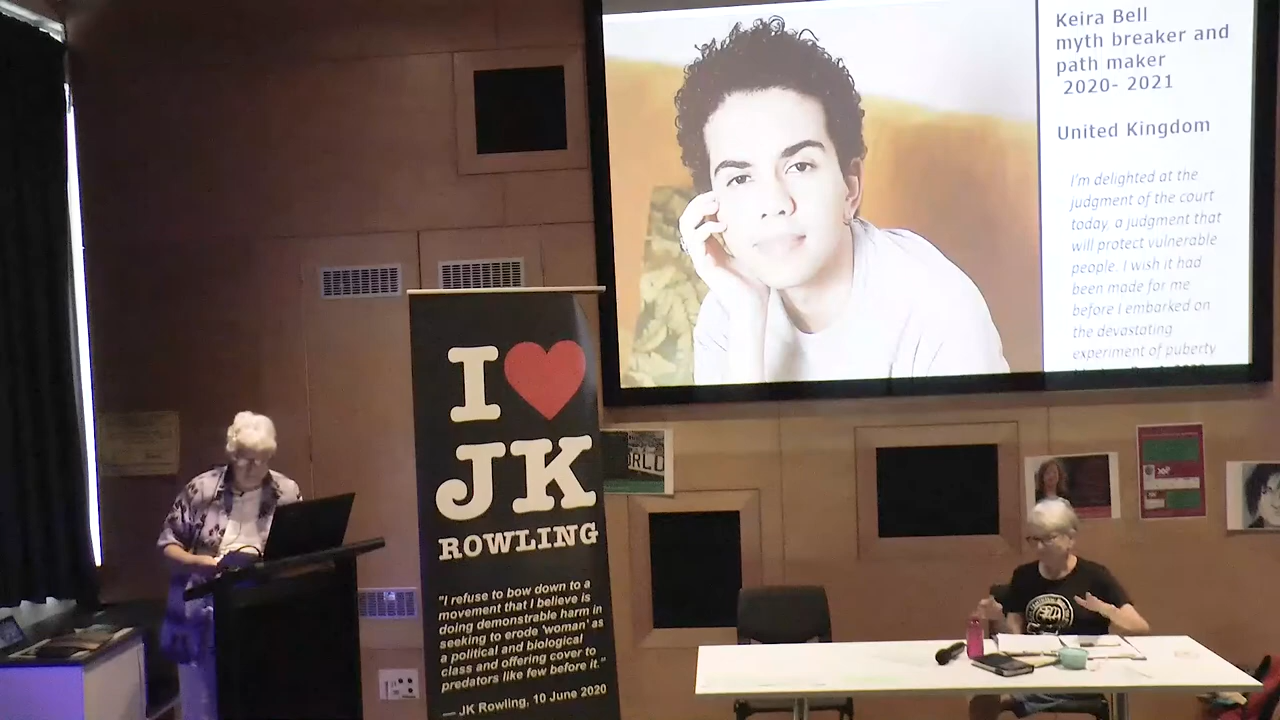 Keira Bell
myth breaker and
path maker
2020- 2021
United Kingdom
I'm delighted at the
judgment of the court
today, a judgment that
will protect vulnerable
people. I wish it had
been made for me
before I embarked on
the devastating
experiment of puberty
I
JK
ROWLING
"I refuse to bow down to a
movement that I believe is
doing demonstrable harm in
seeking to erode 'woman' as
a political and biological
class and offering cover to
predators like few before it."
— JK Rowling, 10 June 2020